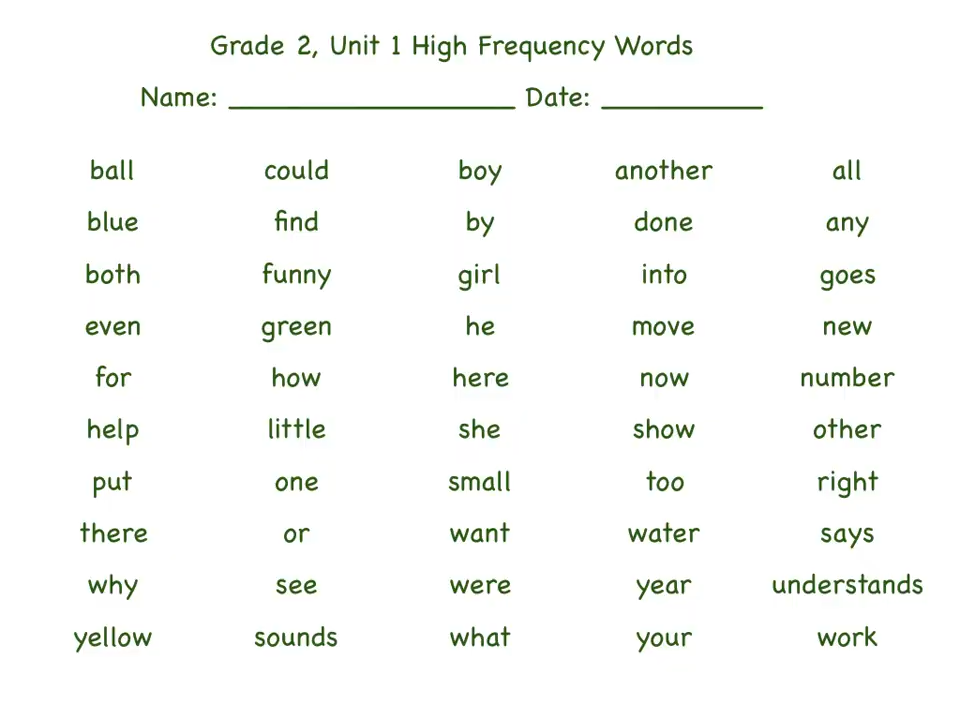 Grade 2, Unit 1 High Frequency Words
Name: ___________________ Date: ___________
ball could boy another all
blue find by done any
both funny girl into goes
even green he move new
for how here now number
help little she show other
put one small too right
there or want water says
why see were year understands
yellow sounds what your work